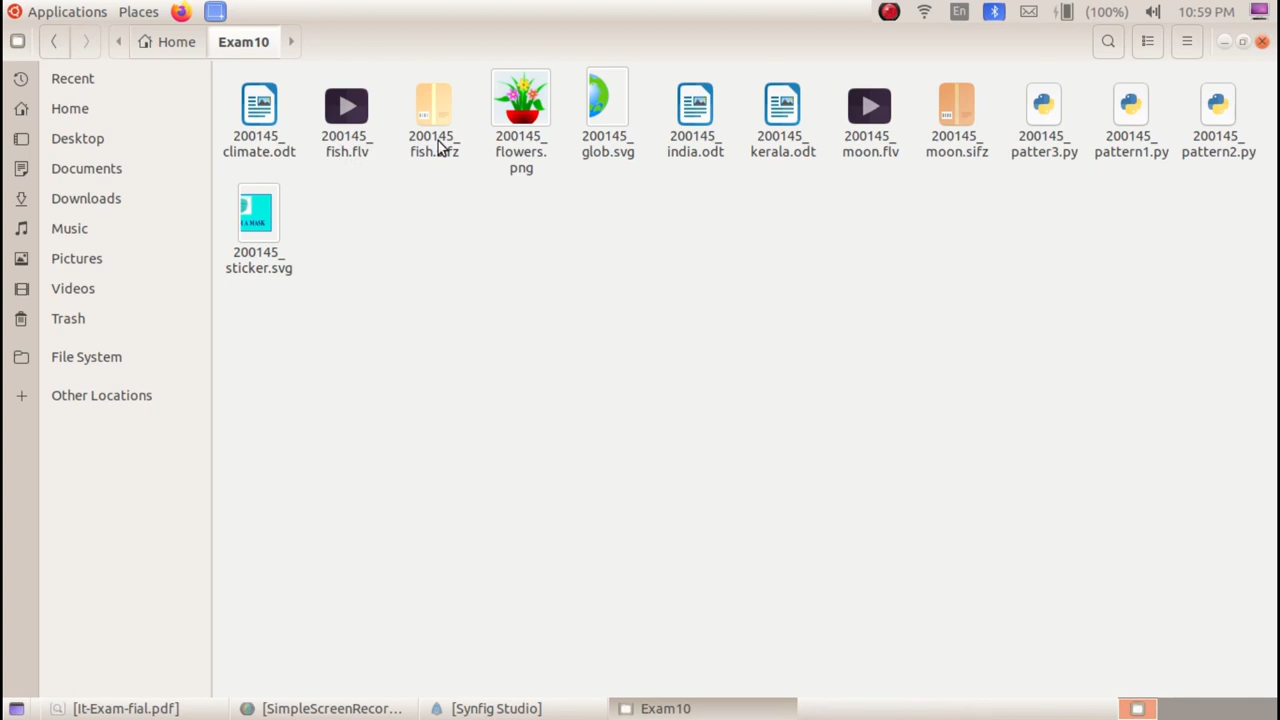 Applications Places En (100%) 10:59 PM
Home Exam10
Recent
Home
Desktop
Documents
Downloads
Music
Pictures
Videos
Trash
File System
Other Locations
200145_
climate.odt
200145_
fish.flv
200145_
200145_
flowers.
png
200145_
glob.svg
200145_
india.odt
200145_
kerala.odt
200145_
moon.flv
200145_
moon.sifz
200145_
patter3.py
200145_
pattern1.py
200145_
pattern2.py
200145_
sticker.svg
[It-Exam-fial.pdf] [SimpleScreenRecor... [Synfig Studio] Exam10